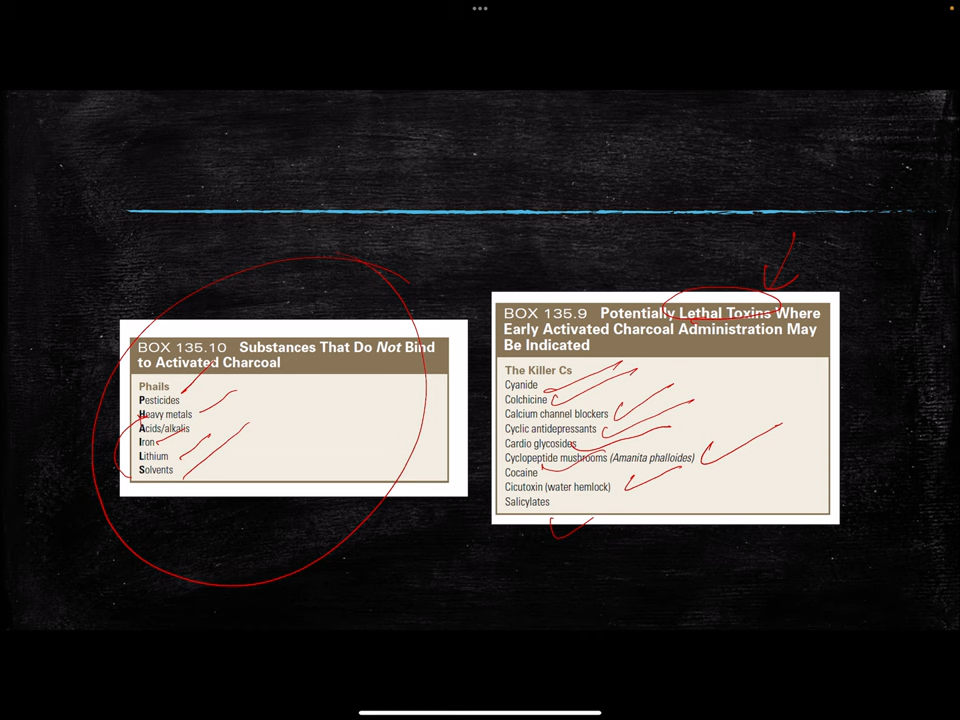 BOX 135.10 Substances That Do Not Bind
to Activated Charcoal
Phails
Pesticides
Heavy metals
Acids/alkalis
Iron
Lithium
Solvents
BOX 135.9 Potentially Lethal Toxins Where
Early Activated Charcoal Administration May
Be Indicated
The Killer Cs
Cyanide
Colchicine
Calcium channel blockers
Cyclic antidepressants
Cardio glycosides
Cyclopeptide mushrooms (Amanita phalloides)
Cocaine
Cicutoxin (water hemlock)
Salicylates